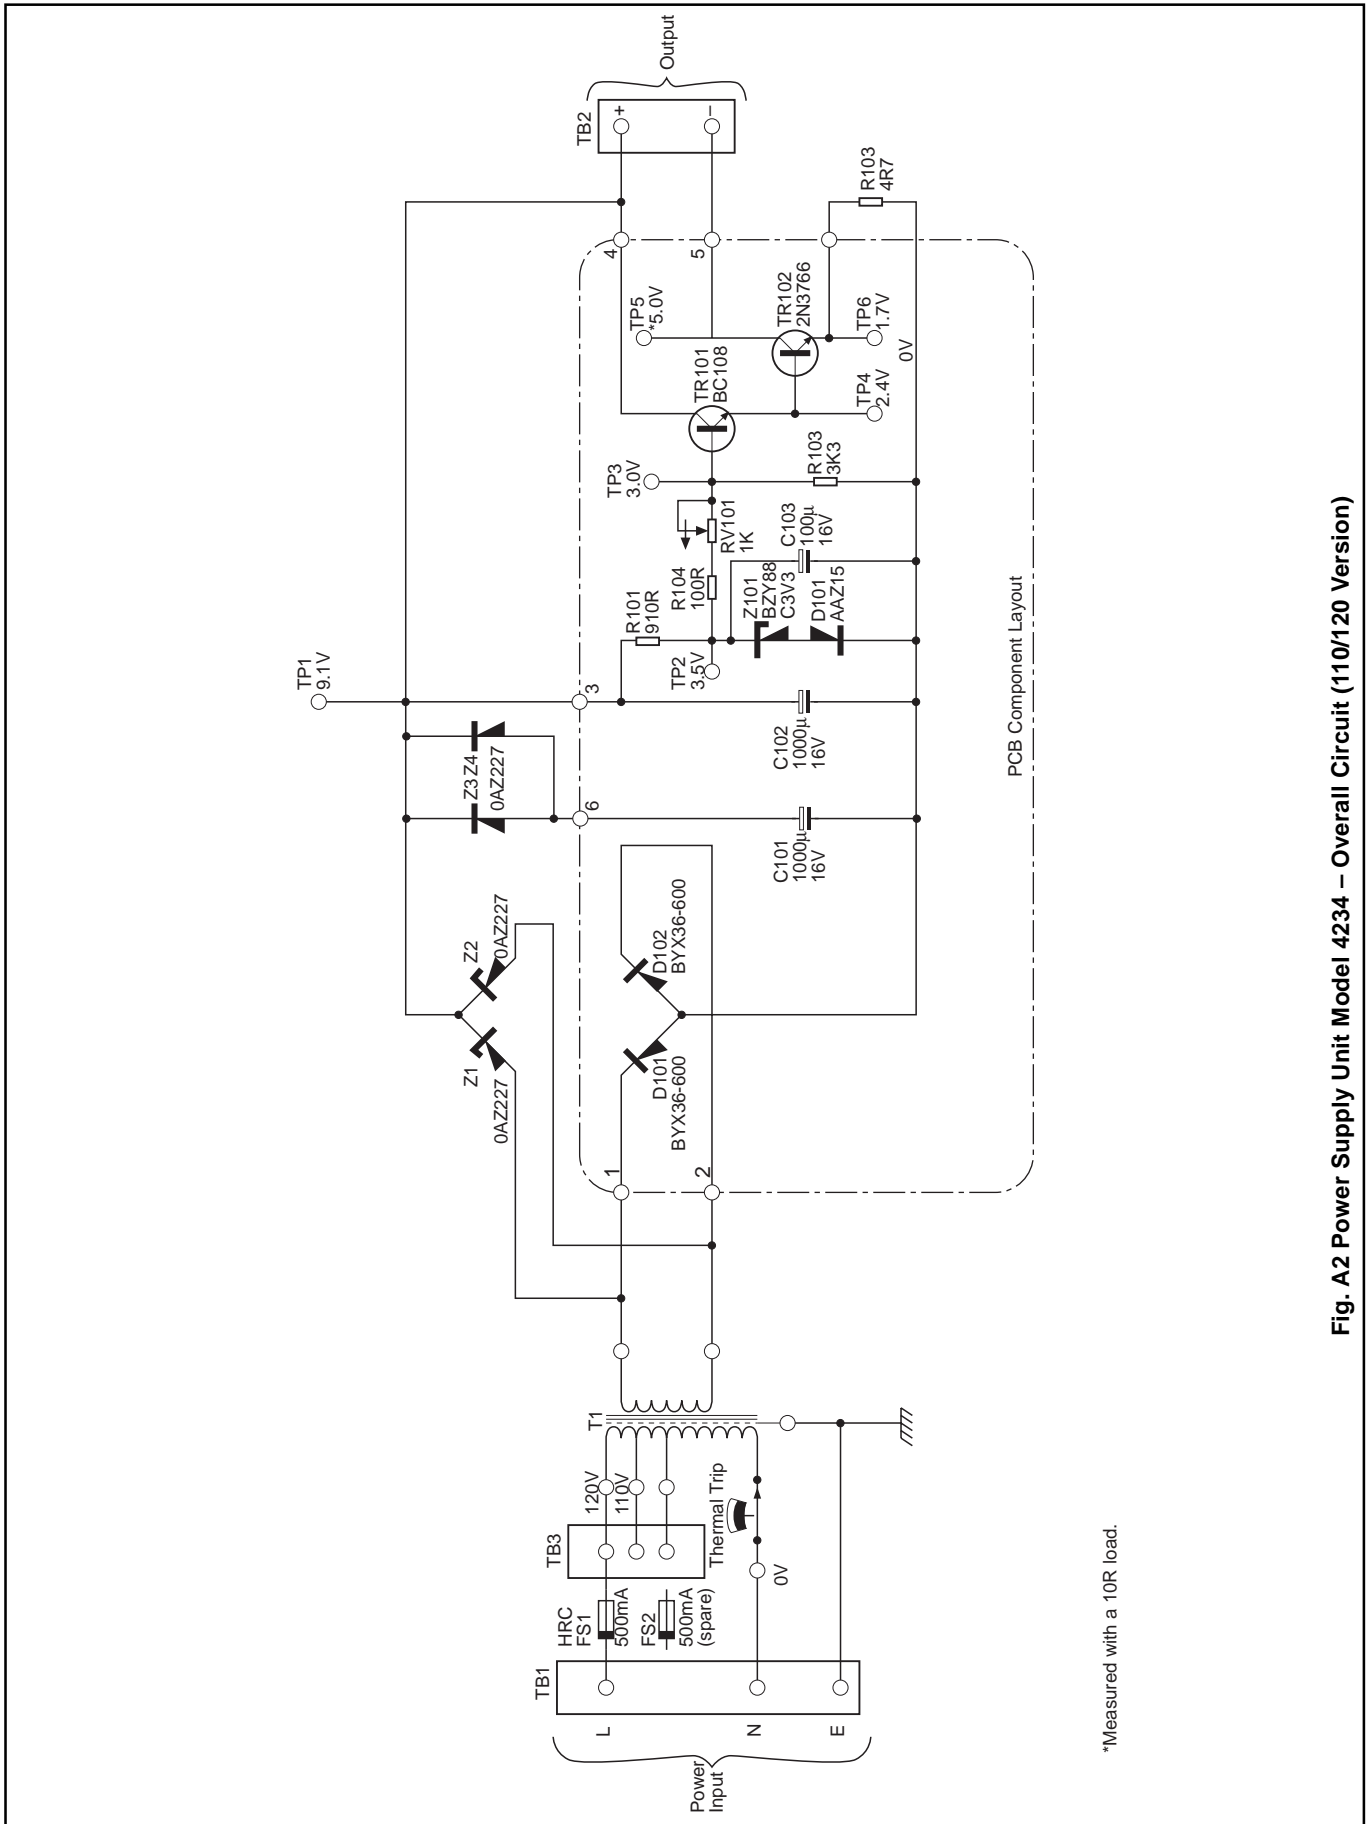 Power
Input
L
N
E
TB1
HRC
FS1
500mA
FS2
500mA
(spare)
TB3
120V
110V
Thermal Trip
0V
T1
1
2
Z1
0AZ227
Z2
0AZ227
D101
BYX36-600
D102
BYX36-600
Z3 Z4
0AZ227
6
3
C101
1000µ
16V
C102
1000µ
16V
TP1
9.1V
TP2
3.5V
R101
910R
R104
100R
RV101
1K
Z101
BZY88
C3V3
D101
AAZ15
C103
100µ
16V
TP3
3.0V
R103
3K3
TR101
BC108
TP4
2.4V
TP5
*5.0V
TR102
2N3766
TP6
1.7V
0V
4
5
R103
4R7
TB2
+
–
Output
PCB Component Layout
*Measured with a 10R load.
Fig. A2 Power Supply Unit Model 4234 – Overall Circuit (110/120 Version)